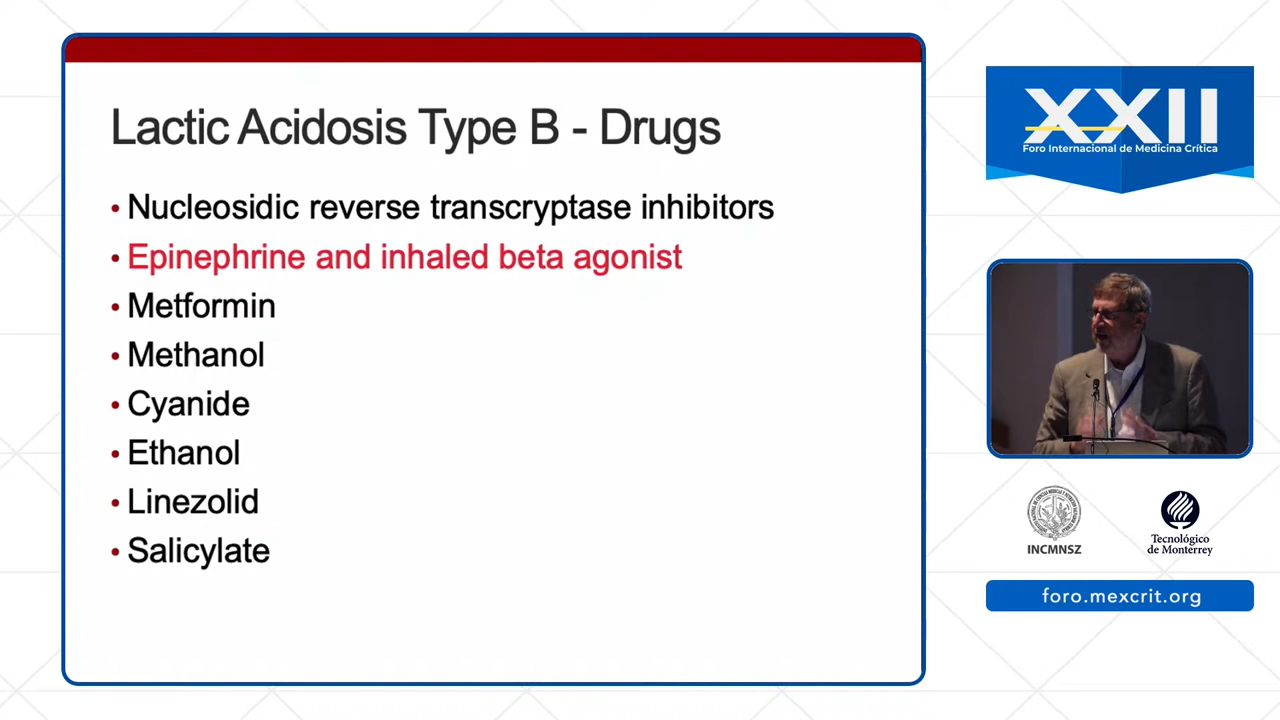 Lactic Acidosis Type B - Drugs
• Nucleosidic reverse transcryptase inhibitors
• Epinephrine and inhaled beta agonist
• Metformin
• Methanol
• Cyanide
• Ethanol
• Linezolid
• Salicylate
XXII
Foro Internacional de Medicina Crítica
INCMNSZ
Tecnológico
de Monterrey
foro.mexcrit.org